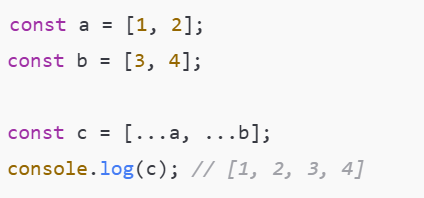 const a = [1, 2];
const b = [3, 4];
const c = [...a, ...b];
console.log(c); // [1, 2, 3, 4]